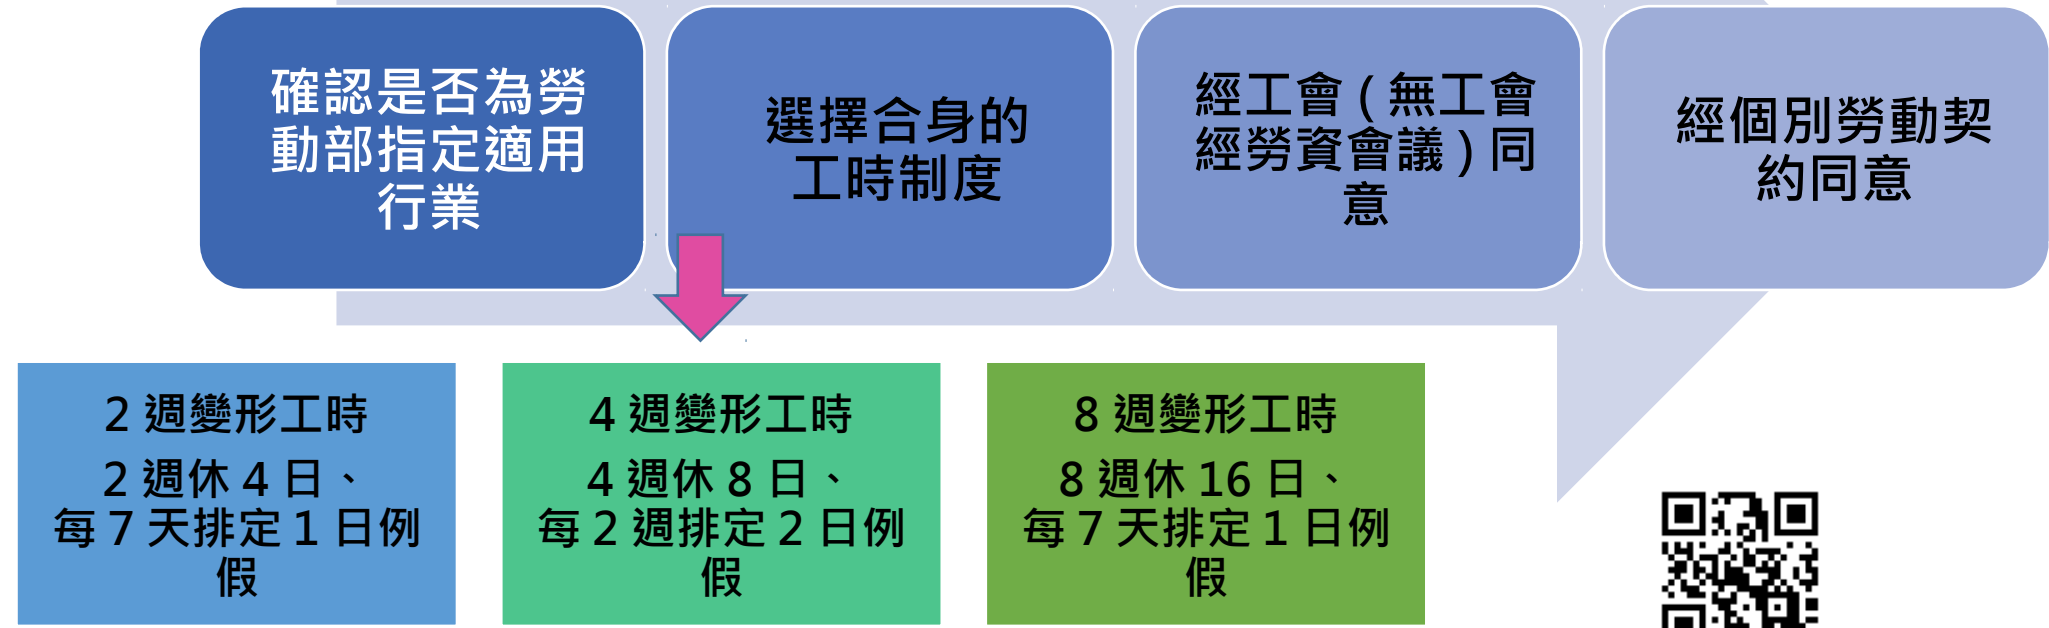 確認是否為勞
動部指定適用
行業
選擇合身的
工時制度
經工會(無工會
經勞資會議)同
意
經個別勞動契
約同意
2 週變形工時
2 週休 4 日、
每 7 天排定 1 日例
假
4 週變形工時
4 週休 8 日、
每 2 週排定 2 日例
假
8 週變形工時
8 週休 16 日、
每 7 天排定 1 日例
假